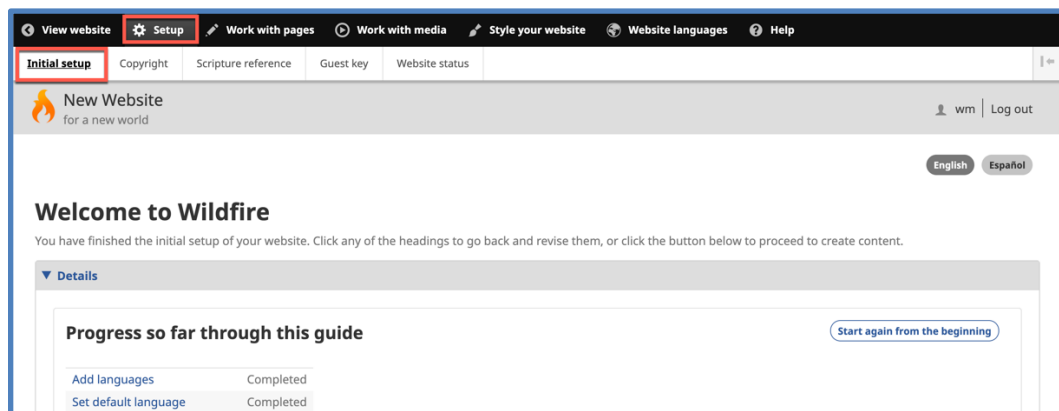 View website Setup Work with pages Work with media Style your website Website languages Help
Initial setup Copyright Scripture reference Guest key Website status
New Website
for a new world
wm Log out
English Español
Welcome to Wildfire
You have finished the initial setup of your website. Click any of the headings to go back and revise them, or click the button below to proceed to create content.
Details
Progress so far through this guide
Start again from the beginning
Add languages Completed
Set default language Completed